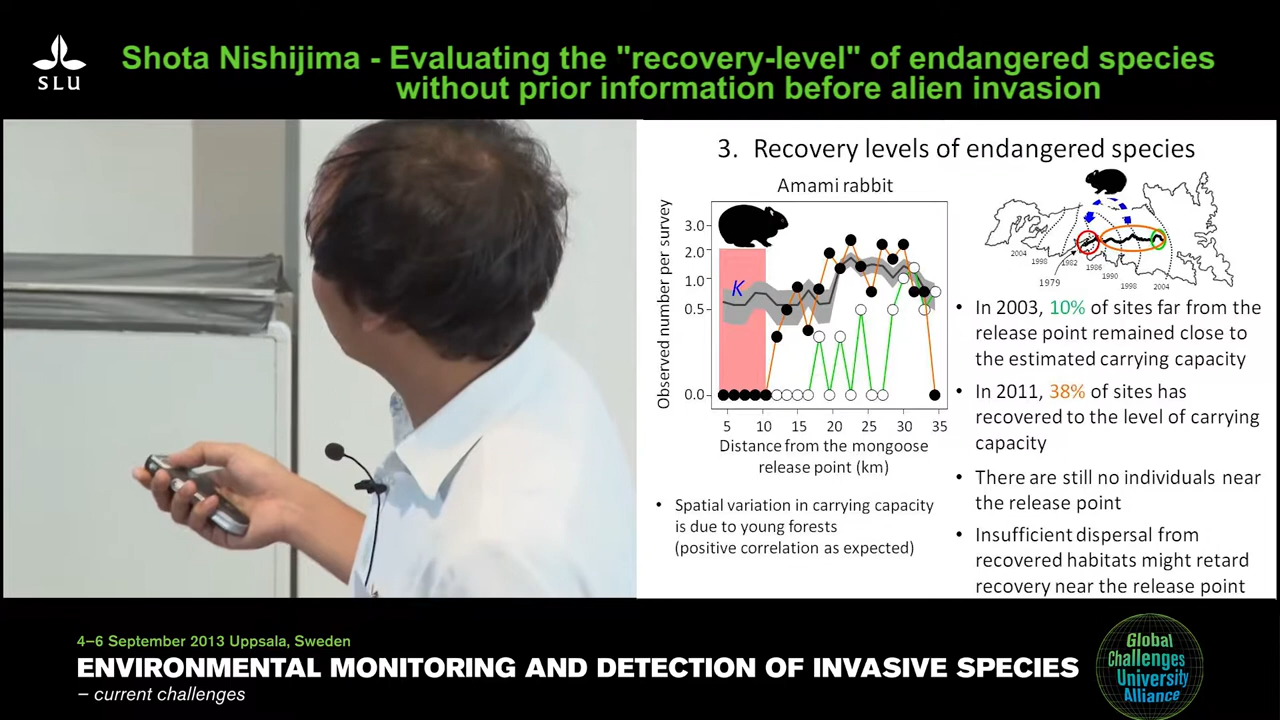 SLU
Shota Nishijima - Evaluating the "recovery-level" of endangered species
without prior information before alien invasion
3. Recovery levels of endangered species
Amami rabbit
Observed number per survey
3.0
2.0
1.0
0.5
0.0
K
5 10 15 20 25 30 35
Distance from the mongoose
release point (km)
• Spatial variation in carrying capacity
is due to young forests
(positive correlation as expected)
2004
1998
1982
1986
1979
1990
1998
2004
• In 2003, 10% of sites far from the
release point remained close to
the estimated carrying capacity
• In 2011, 38% of sites has
recovered to the level of carrying
capacity
• There are still no individuals near
the release point
• Insufficient dispersal from
recovered habitats might retard
recovery near the release point
4–6 September 2013 Uppsala, Sweden
ENVIRONMENTAL MONITORING AND DETECTION OF INVASIVE SPECIES
– current challenges
Global
Challenges
University
Alliance